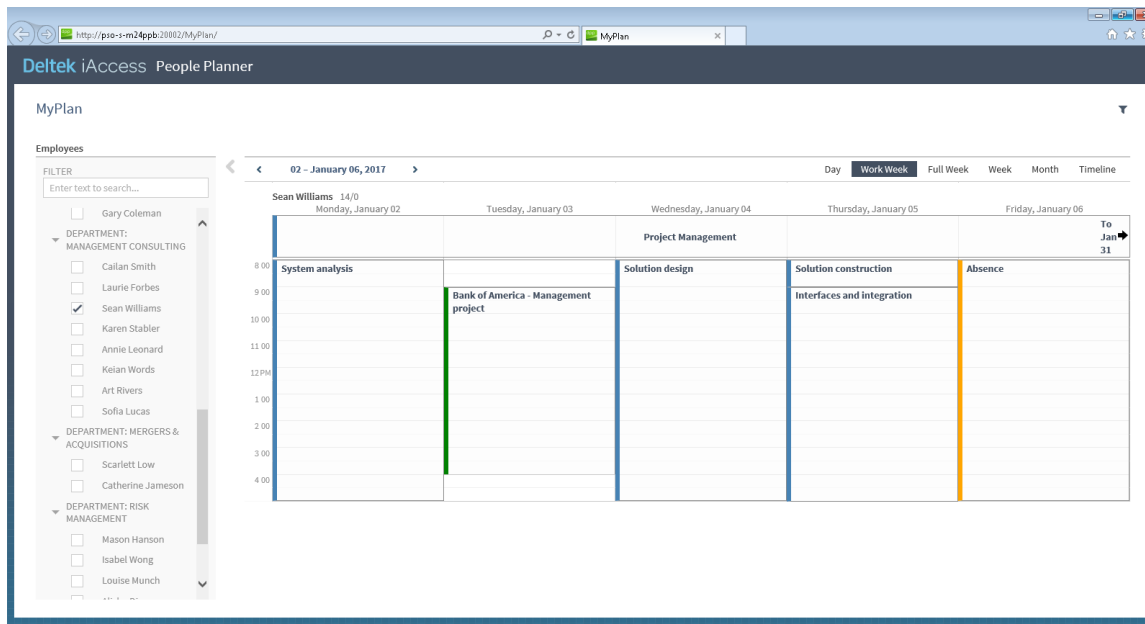 http://pso-s-m24ppb:20002/MyPlan/
MyPlan
Deltek iAccess People Planner
MyPlan
Employees
FILTER
Enter text to search...
Gary Coleman
DEPARTMENT:
MANAGEMENT CONSULTING
Cailan Smith
Laurie Forbes
Sean Williams
Karen Stabler
Annie Leonard
Keian Words
Art Rivers
Sofia Lucas
DEPARTMENT: MERGERS &
ACQUISITIONS
Scarlett Low
Catherine Jameson
DEPARTMENT: RISK
MANAGEMENT
Mason Hanson
Isabel Wong
Louise Munch
02 – January 06, 2017
Day Work Week Full Week Week Month Timeline
Sean Williams 14/0
Monday, January 02 Tuesday, January 03 Wednesday, January 04 Thursday, January 05 Friday, January 06
Project Management
To
Jan
31
8 00
9 00
10 00
11 00
12 PM
1 00
2 00
3 00
4 00
System analysis
Bank of America - Management
project
Solution design
Solution construction
Interfaces and integration
Absence